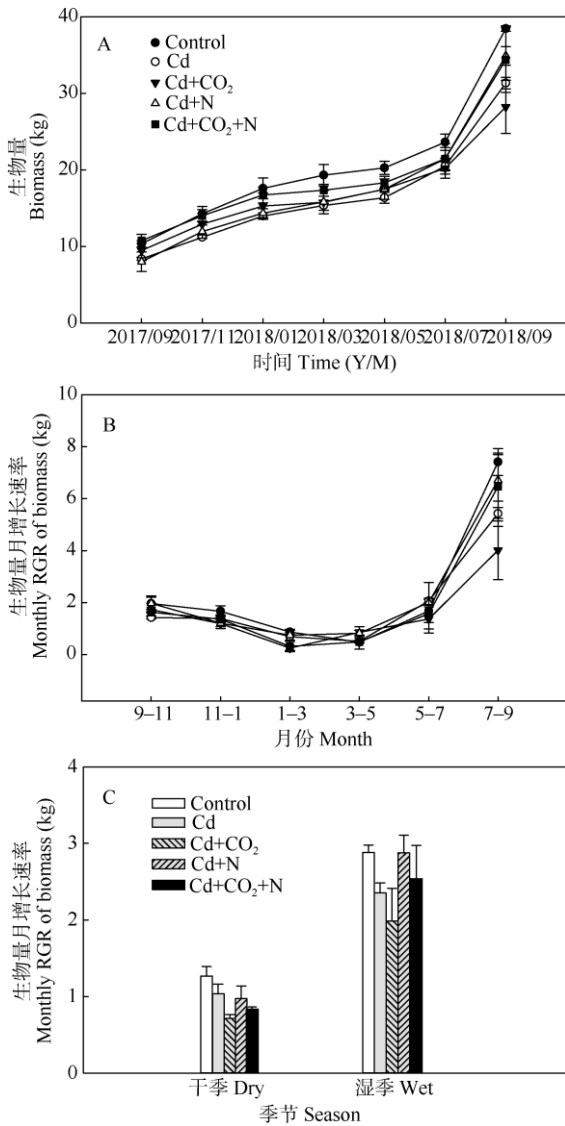 40
A
Control
Cd
Cd+CO₂
Cd+N
Cd+CO₂+N
30
20
10
0
生物量
Biomass (kg)
2017/09 2017/11 2018/01 2018/03 2018/05 2018/07 2018/09
时间 Time (Y/M)
10
B
8
6
4
2
0
生物量月增长速率
Monthly RGR of biomass (kg)
9–11 11–1 1–3 3–5 5–7 7–9
月份 Month
4
C
Control
Cd
Cd+CO₂
Cd+N
Cd+CO₂+N
3
2
1
0
生物量月增长速率
Monthly RGR of biomass (kg)
干季 Dry 湿季 Wet
季节 Season